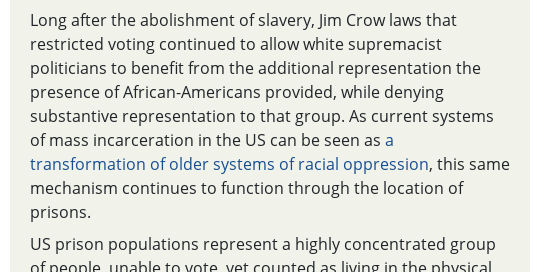 Long after the abolishment of slavery, Jim Crow laws that
restricted voting continued to allow white supremacist
politicians to benefit from the additional representation the
presence of African-Americans provided, while denying
substantive representation to that group. As current systems
of mass incarceration in the US can be seen as a
transformation of older systems of racial oppression, this same
mechanism continues to function through the location of
prisons.
US prison populations represent a highly concentrated group
of people, unable to vote, yet counted as living in the physical